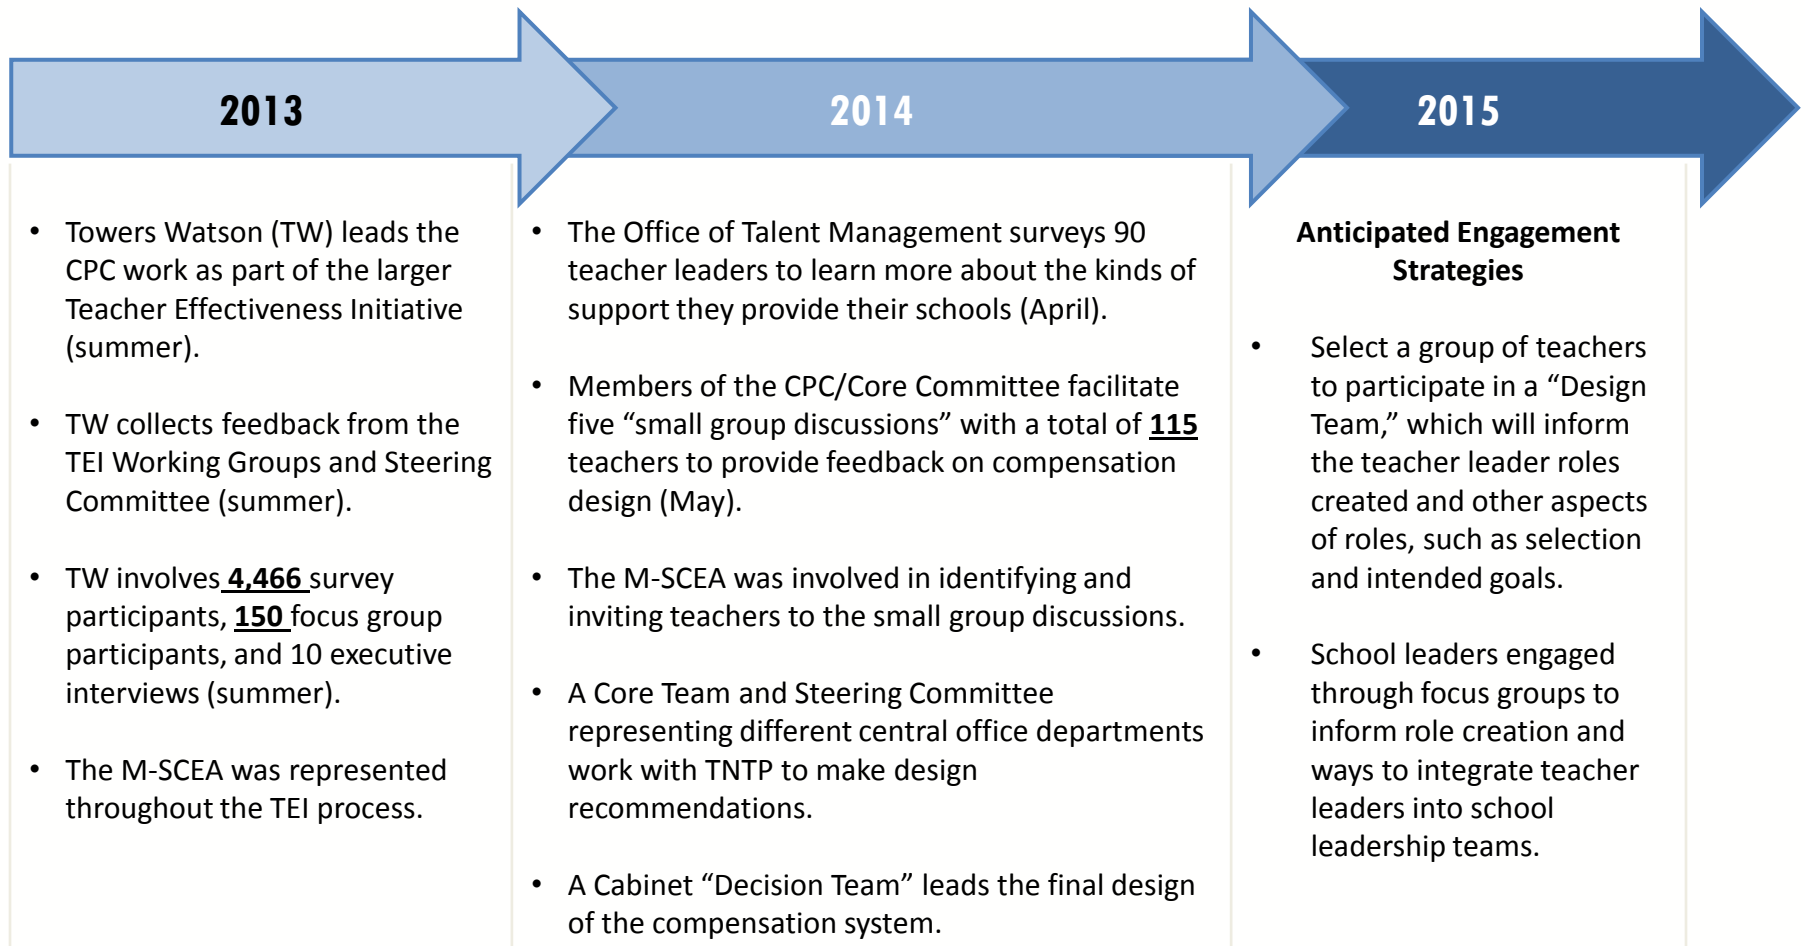 2013
2014
2015
• Towers Watson (TW) leads the
CPC work as part of the larger
Teacher Effectiveness Initiative
(summer).
• TW collects feedback from the
TEI Working Groups and Steering
Committee (summer).
• TW involves 4,466 survey
participants, 150 focus group
participants, and 10 executive
interviews (summer).
• The M-SCEA was represented
throughout the TEI process.
• The Office of Talent Management surveys 90
teacher leaders to learn more about the kinds of
support they provide their schools (April).
• Members of the CPC/Core Committee facilitate
five “small group discussions” with a total of 115
teachers to provide feedback on compensation
design (May).
• The M-SCEA was involved in identifying and
inviting teachers to the small group discussions.
• A Core Team and Steering Committee
representing different central office departments
work with TNTP to make design
recommendations.
• A Cabinet “Decision Team” leads the final design
of the compensation system.
Anticipated Engagement
Strategies
• Select a group of teachers
to participate in a “Design
Team,” which will inform
the teacher leader roles
created and other aspects
of roles, such as selection
and intended goals.
• School leaders engaged
through focus groups to
inform role creation and
ways to integrate teacher
leaders into school
leadership teams.